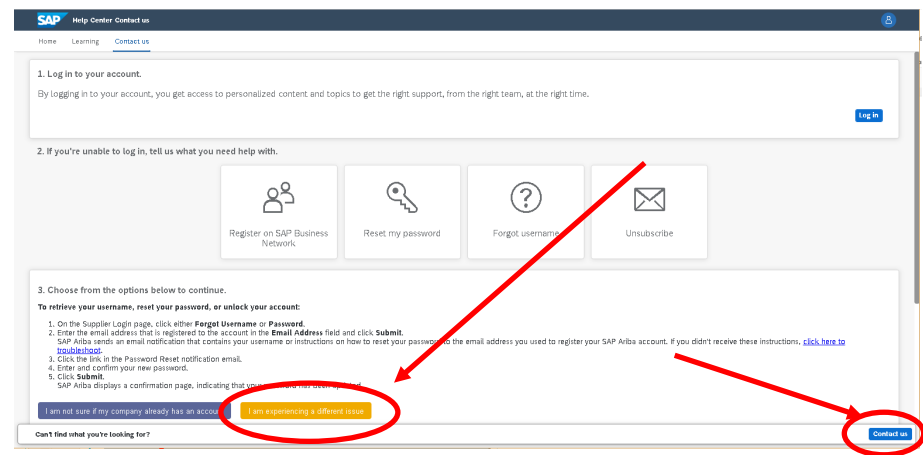 SAP Help Center Contact us
Home Learning Contact us
1. Log in to your account.
By logging in to your account, you get access to personalized content and topics to get the right support, from the right team, at the right time.
Log in
2. If you're unable to log in, tell us what you need help with.
Register on SAP Business
Network
Reset my password
Forgot username
Unsubscribe
3. Choose from the options below to continue.
To retrieve your username, reset your password, or unlock your account:
1. On the Supplier Login page, click either Forgot Username or Password.
2. Enter the email address that is registered to the account in the Email Address field and click Submit.
SAP Ariba sends an email notification that contains your username or instructions on how to reset your password to the email address you used to register your SAP Ariba account. If you didn't receive these instructions, click here to
troubleshoot.
3. Click the link in the Password Reset notification email.
4. Enter and confirm your new password.
5. Click Submit.
SAP Ariba displays a confirmation page, indicating that your password has been updated.
I am not sure if my company already has an account
I am experiencing a different issue
Can't find what you're looking for?
Contact us